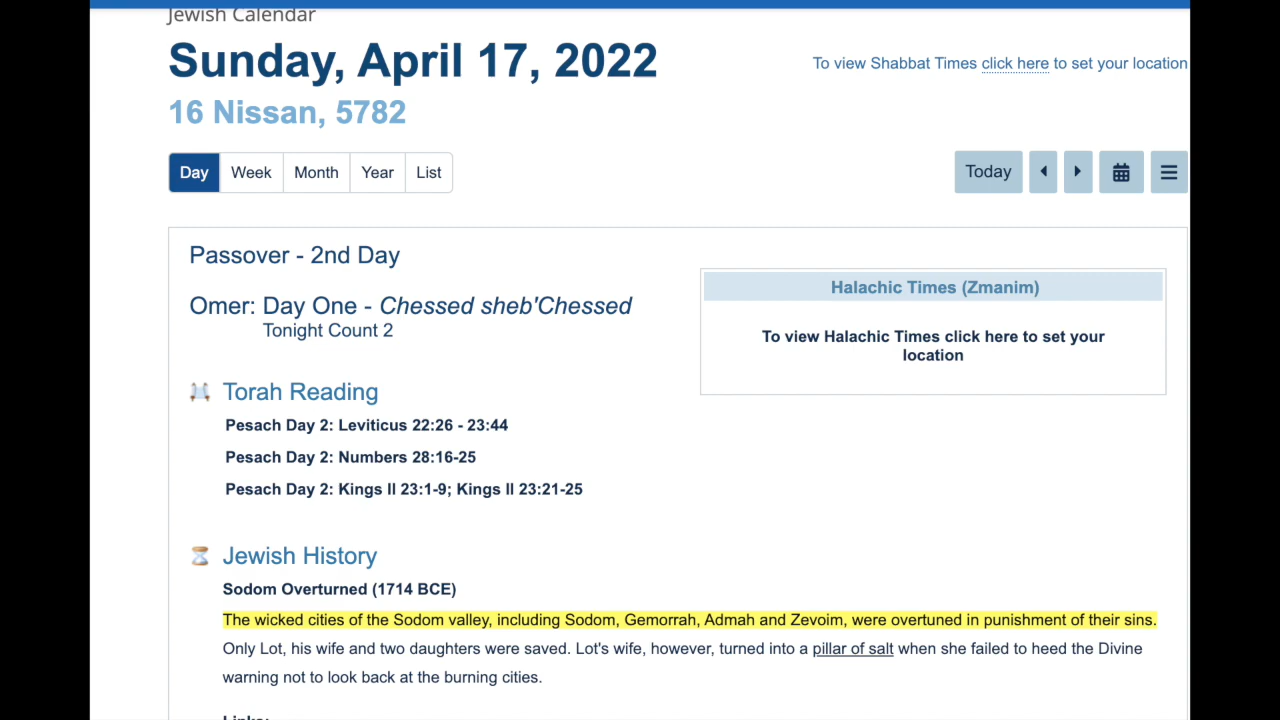 Jewish Calendar
Sunday, April 17, 2022
To view Shabbat Times click here to set your location
16 Nissan, 5782
Day Week Month Year List
Today
Passover - 2nd Day
Omer: Day One - Chessed sheb'Chessed
Tonight Count 2
Halachic Times (Zmanim)
To view Halachic Times click here to set your
location
Torah Reading
Pesach Day 2: Leviticus 22:26 - 23:44
Pesach Day 2: Numbers 28:16-25
Pesach Day 2: Kings II 23:1-9; Kings II 23:21-25
Jewish History
Sodom Overturned (1714 BCE)
The wicked cities of the Sodom valley, including Sodom, Gemorrah, Admah and Zevoim, were overtuned in punishment of their sins.
Only Lot, his wife and two daughters were saved. Lot's wife, however, turned into a pillar of salt when she failed to heed the Divine
warning not to look back at the burning cities.
Links: